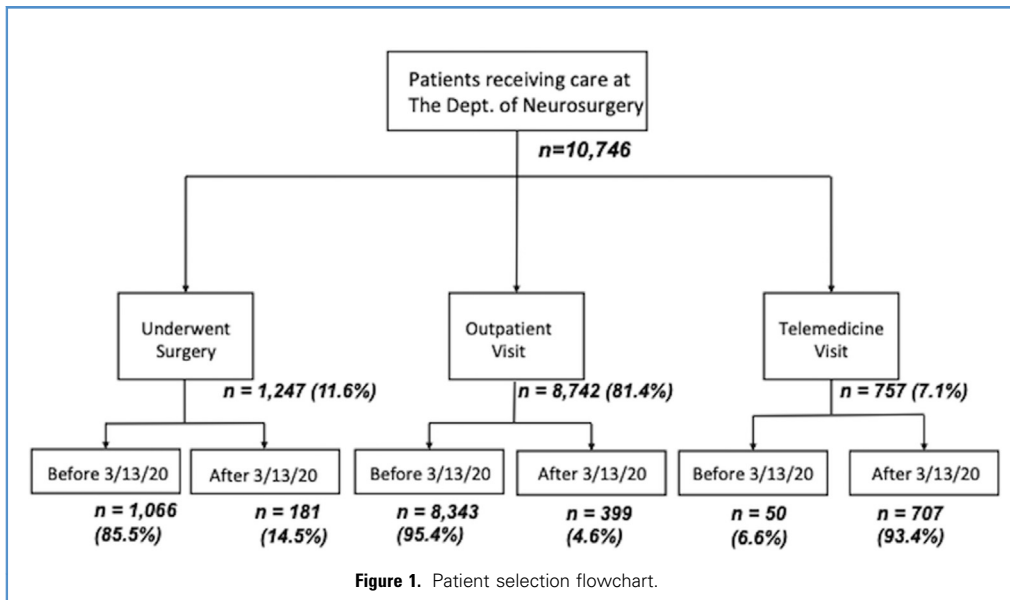 Patients receiving care at
The Dept. of Neurosurgery
n=10,746
Underwent
Surgery
n = 1,247 (11.6%)
Outpatient
Visit
n = 8,742 (81.4%)
Telemedicine
Visit
n = 757 (7.1%)
Before 3/13/20
n = 1,066
(85.5%)
After 3/13/20
n = 181
(14.5%)
Before 3/13/20
n = 8,343
(95.4%)
After 3/13/20
n = 399
(4.6%)
Before 3/13/20
n = 50
(6.6%)
After 3/13/20
n = 707
(93.4%)
Figure 1. Patient selection flowchart.